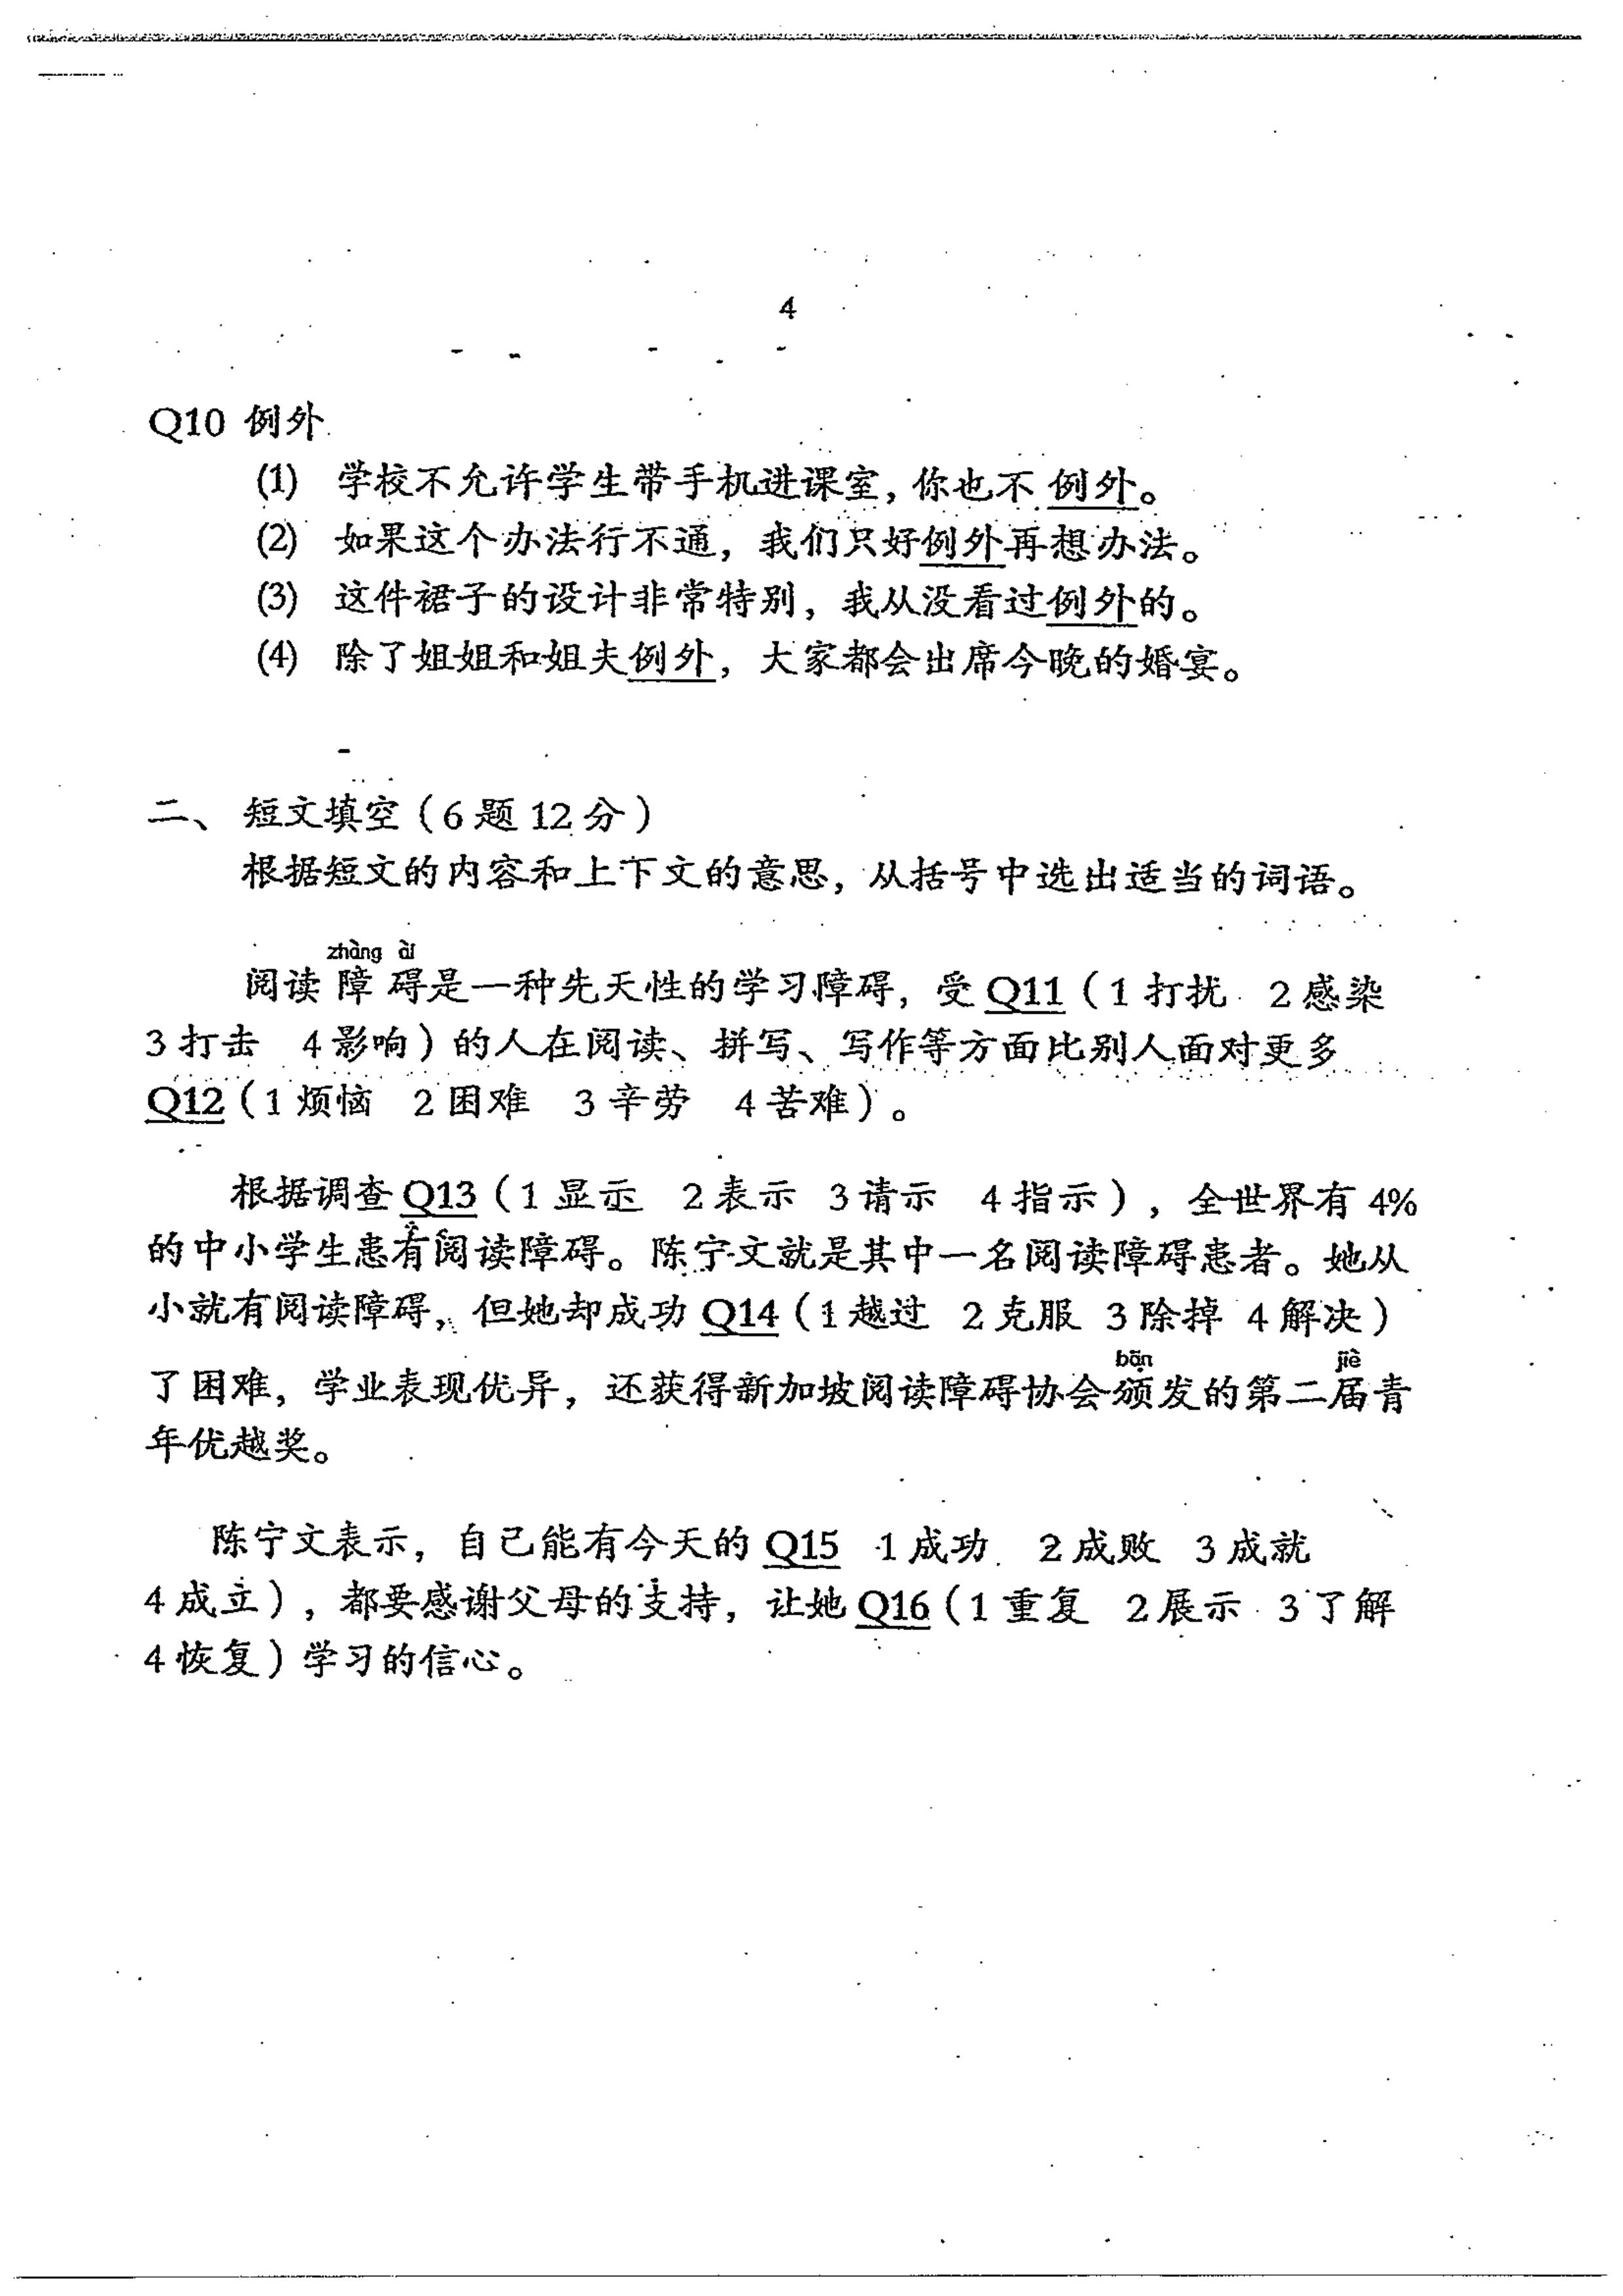 4
Q10 例外
(1) 学校不允许学生带手机进课室，你也不例外。
(2) 如果这个办法行不通，我们只好例外再想办法。
(3) 这件裙子的设计非常特别，我从没看过例外的。
(4) 除了姐姐和姐夫例外，大家都会出席今晚的婚宴。
二、 短文填空（6题12分）
根据短文的内容和上下文的意思，从括号中选出适当的词语。
zhàng ài
阅读障碍是一种先天性的学习障碍，受Q11（1打扰 2感染
3打击 4影响）的人在阅读、拼写、写作等方面比别人面对更多
Q12（1烦恼 2困难 3辛劳 4苦难）。
根据调查Q13（1显示 2表示 3请示 4指示），全世界有4%
的中小学生患有阅读障碍。陈宁文就是其中一名阅读障碍患者。她从
小就有阅读障碍，但她却成功Q14（1越过 2克服 3除掉 4解决）
bān jiè
了困难，学业表现优异，还获得新加坡阅读障碍协会颁发的第二届青
年优越奖。
陈宁文表示，自己能有今天的Q15 1成功 2成败 3成就
4成立），都要感谢父母的支持，让她Q16（1重复 2展示 3了解
4恢复）学习的信心。